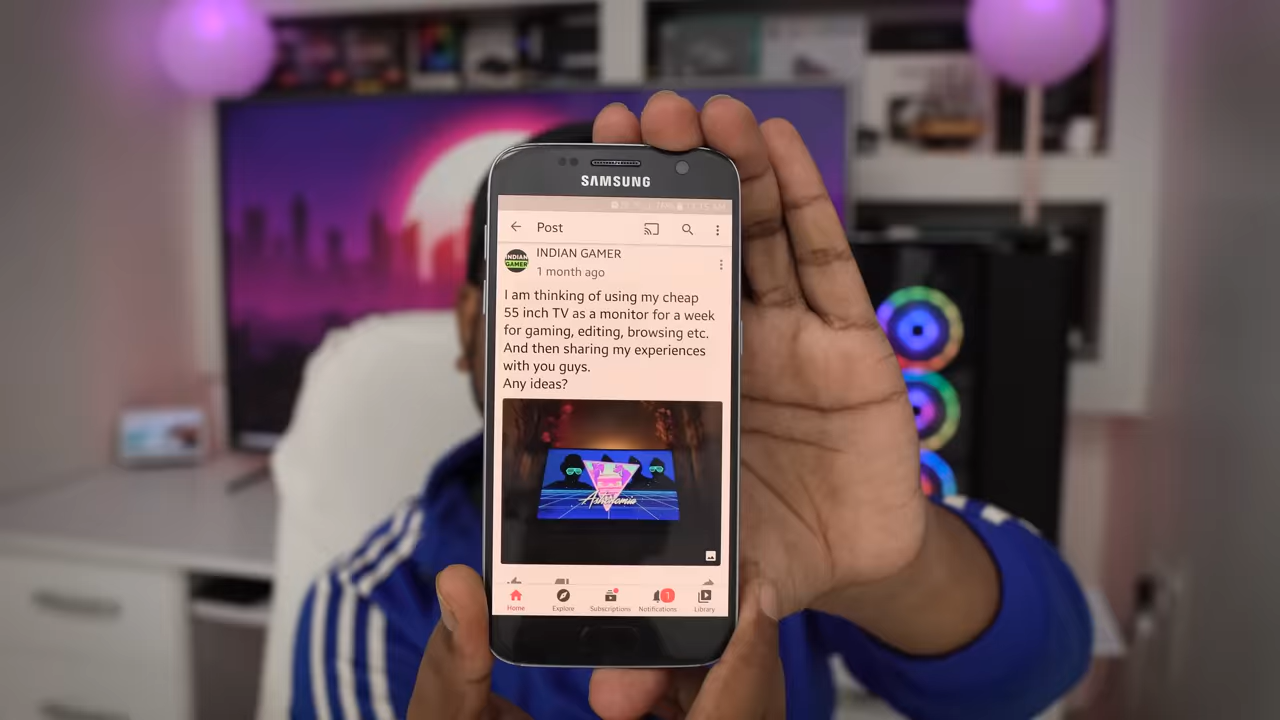 SAMSUNG
Post
INDIAN GAMER
INDIAN
GAMER
1 month ago
I am thinking of using my cheap
55 inch TV as a monitor for a week
for gaming, editing, browsing etc.
And then sharing my experiences
with you guys.
Any ideas?
1
Home
Explore
Subscriptions
Notifications
Library